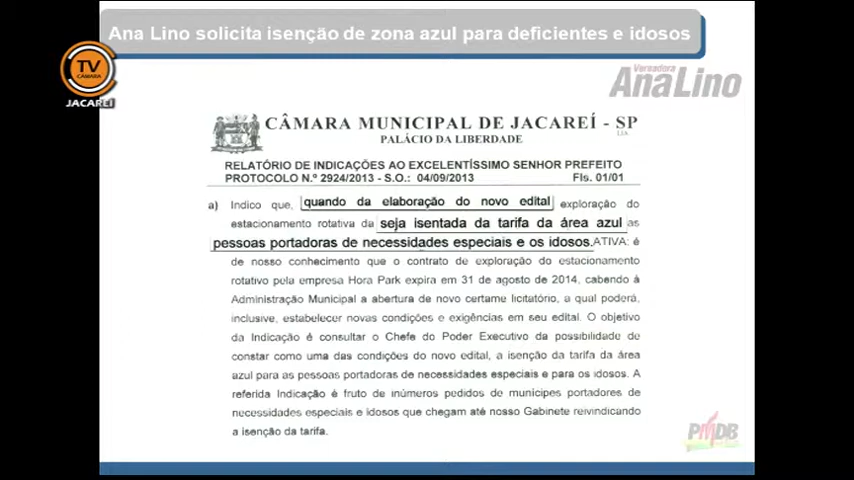 Ana Lino solicita isenção de zona azul para deficientes e idosos
TV
CÂMARA
JACAREÍ
Vereadora
AnaLino
CÂMARA MUNICIPAL DE JACAREÍ - SP
PALÁCIO DA LIBERDADE
RELATÓRIO DE INDICAÇÕES AO EXCELENTÍSSIMO SENHOR PREFEITO
PROTOCOLO N.º 2924/2013 - S.O.: 04/09/2013 Fls. 01/01
a) Indico que, quando da elaboração do novo edital exploração do
estacionamento rotativa da seja isentada da tarifa da área azul as
pessoas portadoras de necessidades especiais e os idosos. ATIVA: é
de nosso conhecimento que o contrato de exploração do estacionamento
rotativo pela empresa Hora Park expira em 31 de agosto de 2014, cabendo à
Administração Municipal a abertura de novo certame licitatório, a qual poderá,
inclusive, estabelecer novas condições e exigências em seu edital. O objetivo
da Indicação é consultar o Chefe do Poder Executivo da possibilidade de
constar como uma das condições do novo edital, a isenção da tarifa da área
azul para as pessoas portadoras de necessidades especiais e para os idosos. A
referida Indicação é fruto de inúmeros pedidos de munícipes portadores de
necessidades especiais e idosos que chegam até nosso Gabinete reivindicando
a isenção da tarifa.
PMDB